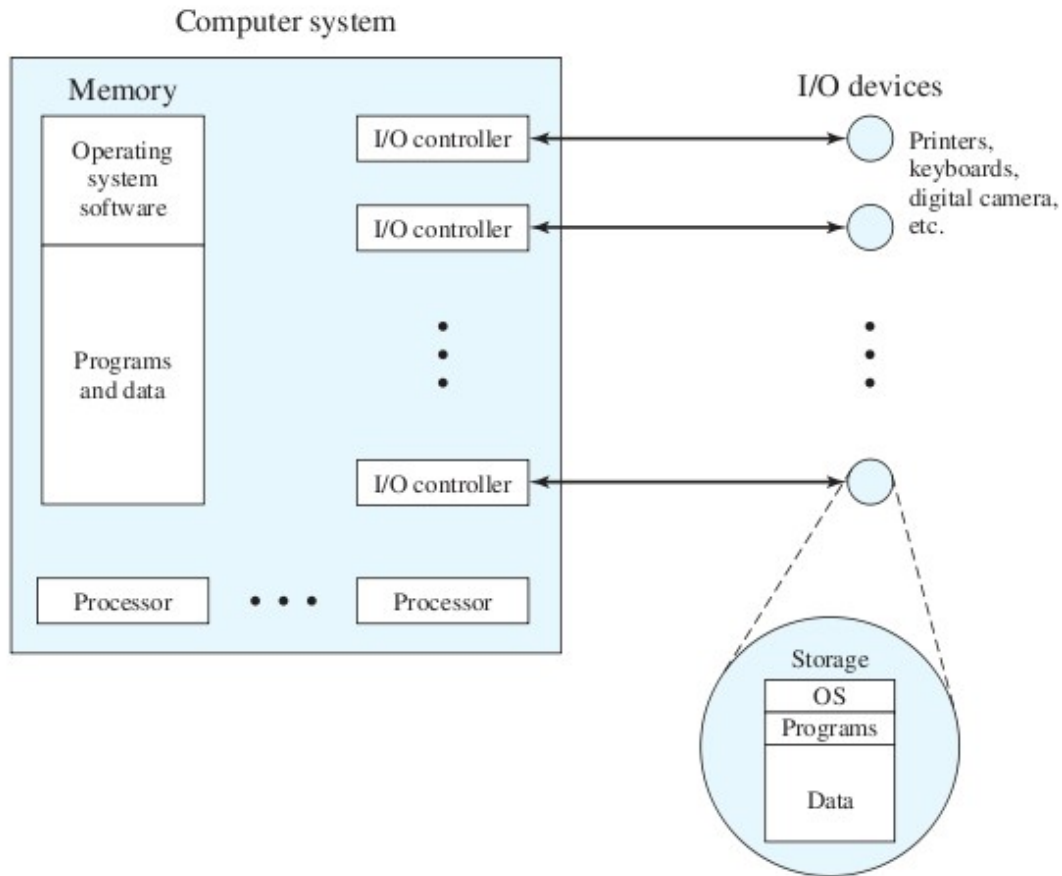 Computer system
Memory
Operating
system
software
Programs
and data
I/O controller
I/O controller
I/O controller
Processor
Processor
I/O devices
Printers,
keyboards,
digital camera,
etc.
Storage
OS
Programs
Data